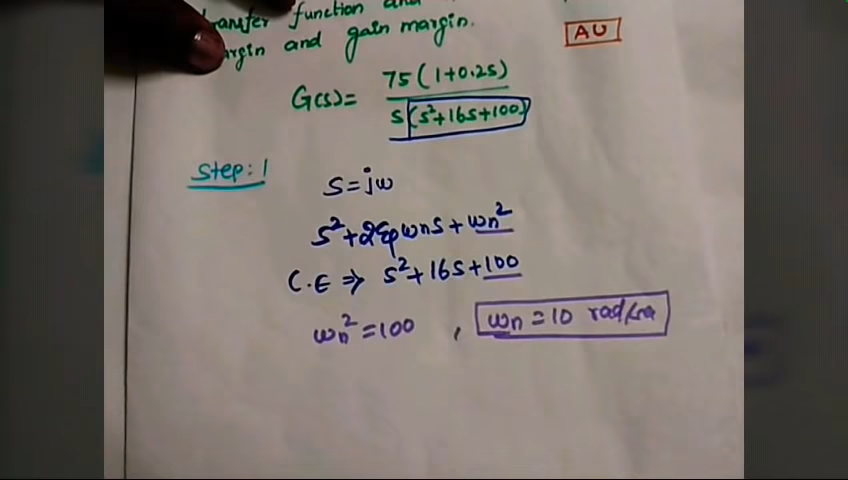 transfer function and
margin and gain margin.
AU
G(s)= 75(1+0.2s) / s(s²+16s+100)
Step:1
S=jω
s²+2ξωns+ωn²
C.E ⇒ s²+16s+100
ωn²=100 , ωn=10 rad/sec